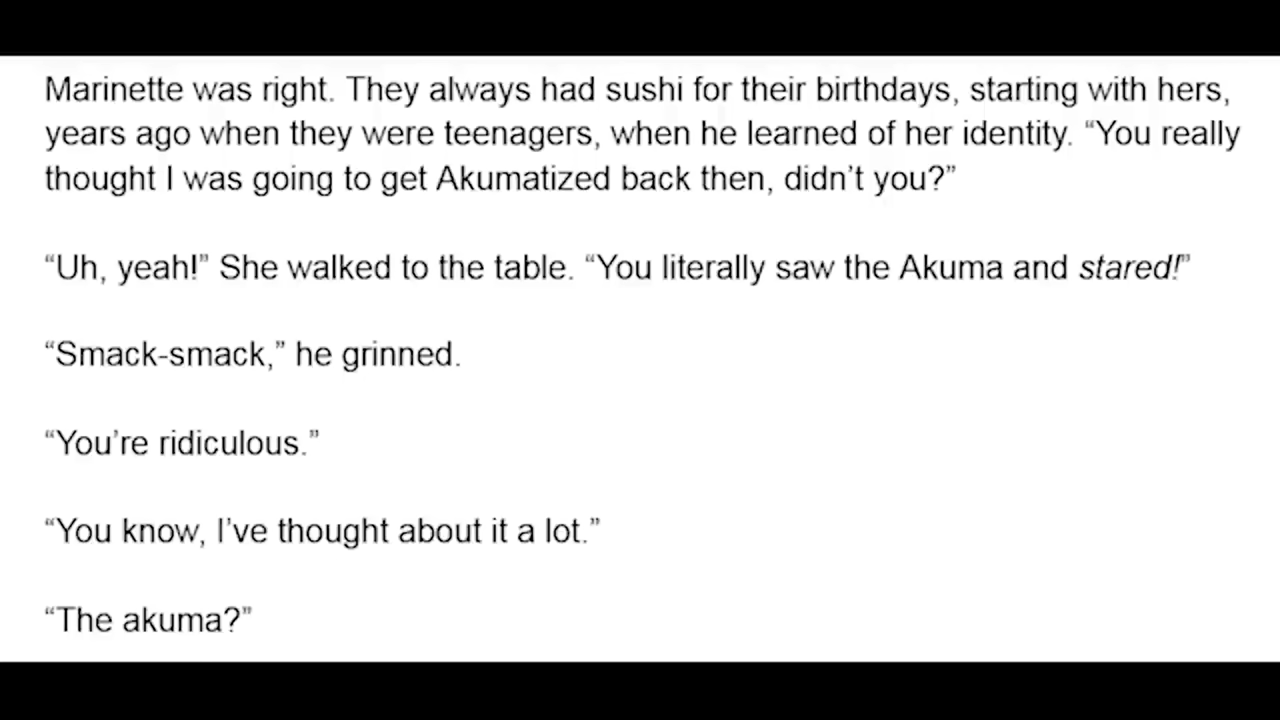 Marinette was right. They always had sushi for their birthdays, starting with hers,
years ago when they were teenagers, when he learned of her identity. “You really
thought I was going to get Akumatized back then, didn’t you?”
“Uh, yeah!” She walked to the table. “You literally saw the Akuma and stared!”
“Smack-smack,” he grinned.
“You’re ridiculous.”
“You know, I’ve thought about it a lot.”
“The akuma?”